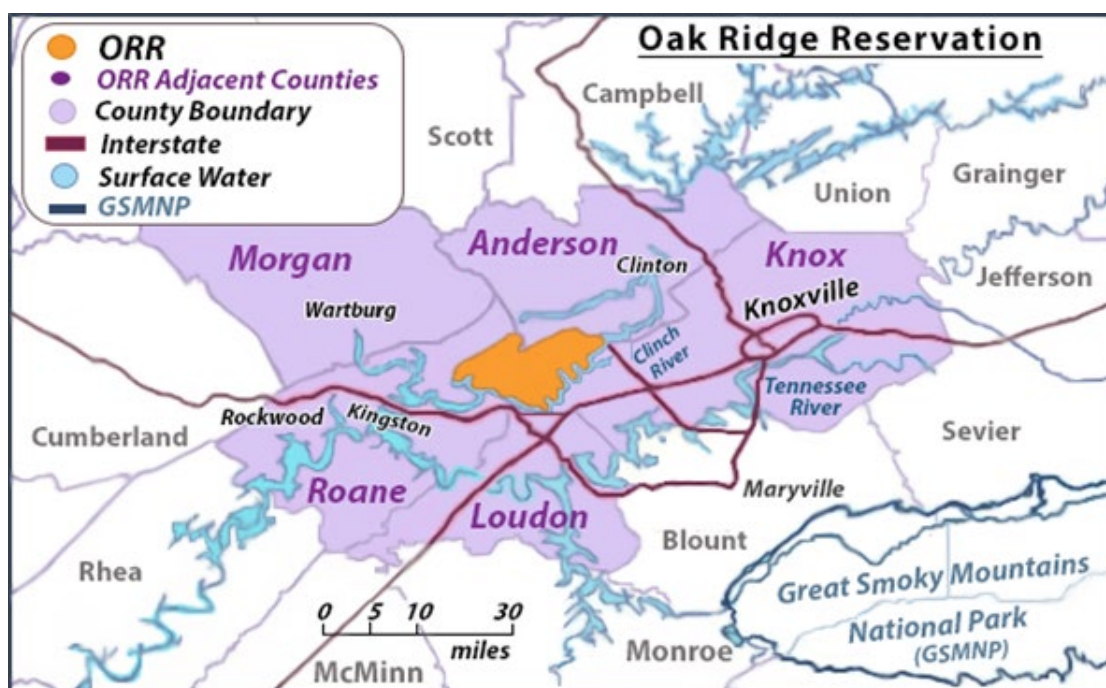 Oak Ridge Reservation
ORR
ORR Adjacent Counties
County Boundary
Interstate
Surface Water
GSMNP
Campbell
Scott
Union
Grainger
Morgan
Anderson
Knox
Clinton
Jefferson
Wartburg
Knoxville
Clinch
River
Tennessee
River
Rockwood
Kingston
Cumberland
Sevier
Roane
Loudon
Maryville
Blount
Rhea
Great Smoky Mountains
National Park
(GSMNP)
0 5 10 30
miles
McMinn
Monroe